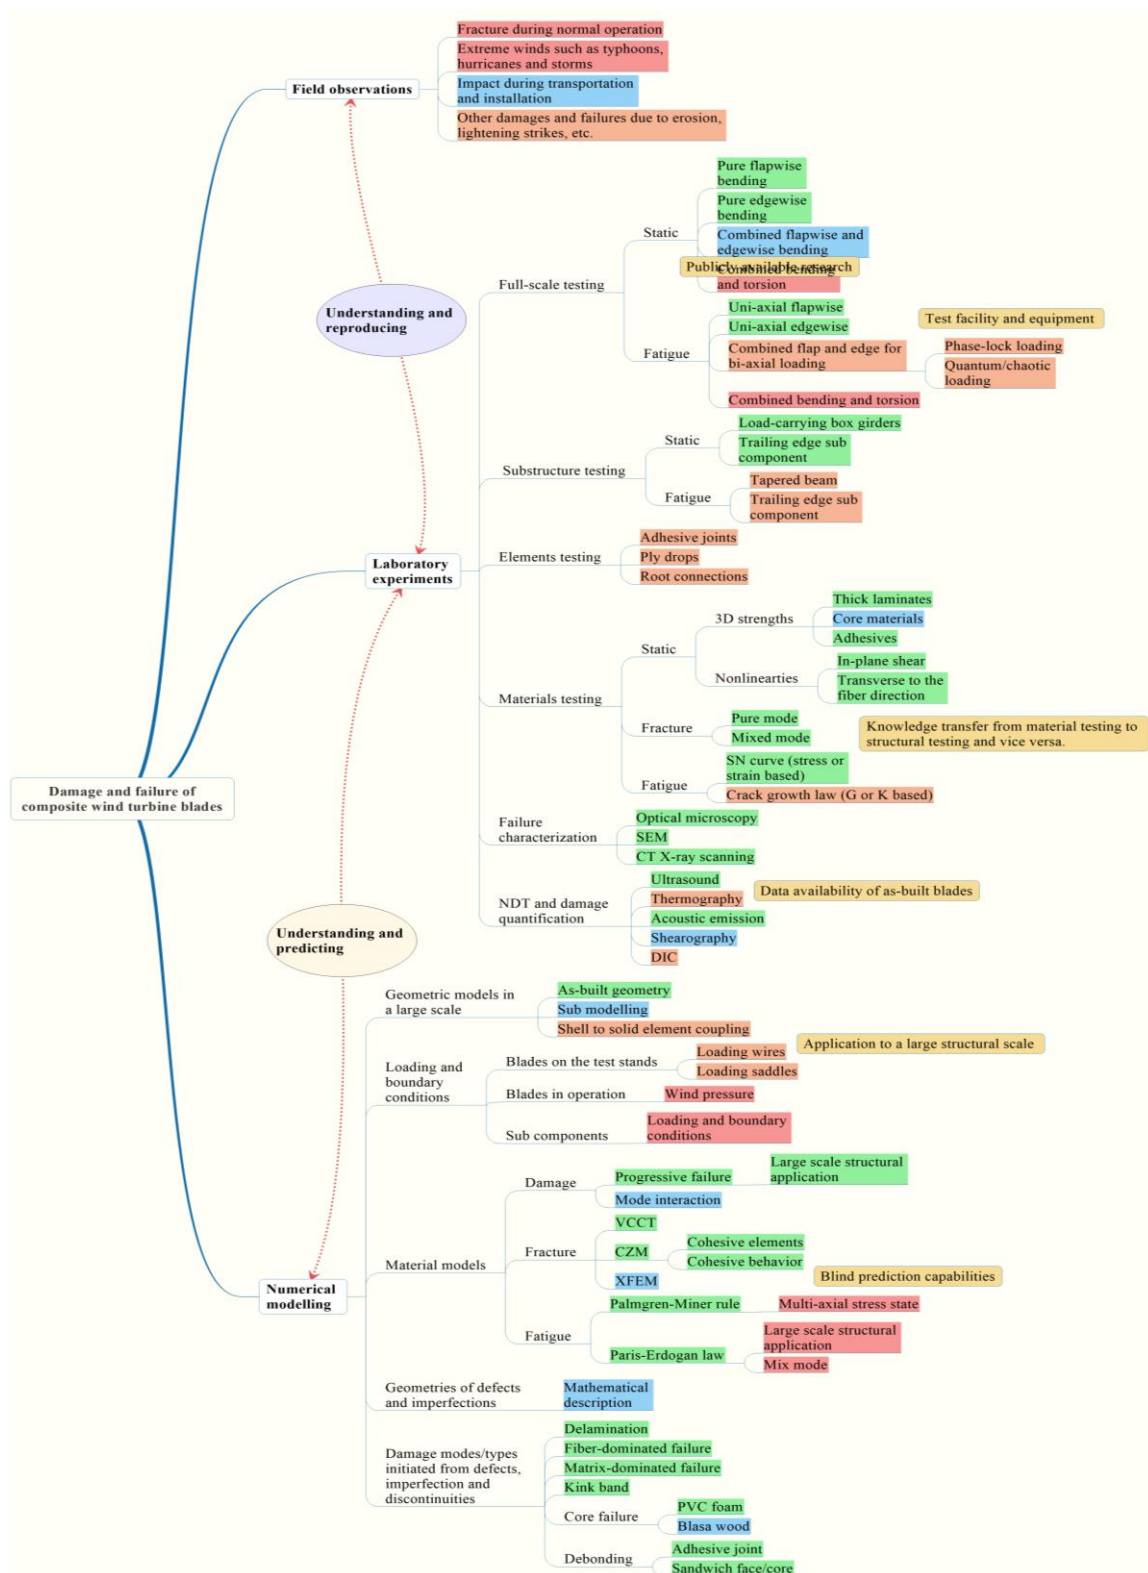 Fracture during normal operation
Extreme winds such as typhoons,
hurricanes and storms
Field observations
Impact during transportation
and installation
Other damages and failures due to erosion,
lightening strikes, etc.
Understanding and
reproducing
Full-scale testing
Static
Pure flapwise
bending
Pure edgewise
bending
Combined flapwise and
edgewise bending
Combined bending
and torsion
Publicly available research
Fatigue
Uni-axial flapwise
Uni-axial edgewise
Combined flap and edge for
bi-axial loading
Phase-lock loading
Quantum/chaotic
loading
Combined bending and torsion
Test facility and equipment
Substructure testing
Static
Load-carrying box girders
Trailing edge sub
component
Fatigue
Tapered beam
Trailing edge sub
component
Laboratory
experiments
Elements testing
Adhesive joints
Ply drops
Root connections
Materials testing
Static
3D strengths
Thick laminates
Core materials
Adhesives
Nonlinearties
In-plane shear
Transverse to the
fiber direction
Fracture
Pure mode
Mixed mode
Knowledge transfer from material testing to
structural testing and vice versa.
Fatigue
SN curve (stress or
strain based)
Crack growth law (G or K based)
Damage and failure of
composite wind turbine blades
Failure
characterization
Optical microscopy
SEM
CT X-ray scanning
NDT and damage
quantification
Ultrasound
Thermography
Acoustic emission
Shearography
DIC
Data availability of as-built blades
Understanding and
predicting
Geometric models in
a large scale
As-built geometry
Sub modelling
Shell to solid element coupling
Loading and
boundary
conditions
Blades on the test stands
Loading wires
Loading saddles
Application to a large structural scale
Blades in operation
Wind pressure
Sub components
Loading and boundary
conditions
Numerical
modelling
Material models
Damage
Progressive failure
Large scale structural
application
Mode interaction
Fracture
VCCT
CZM
Cohesive elements
Cohesive behavior
XFEM
Blind prediction capabilities
Fatigue
Palmgren-Miner rule
Multi-axial stress state
Paris-Erdogan law
Large scale structural
application
Mix mode
Geometries of defects
and imperfections
Mathematical
description
Damage modes/types
initiated from defects,
imperfection and
discontinuities
Delamination
Fiber-dominated failure
Matrix-dominated failure
Kink band
Core failure
PVC foam
Blasa wood
Debonding
Adhesive joint
Sandwich face/core